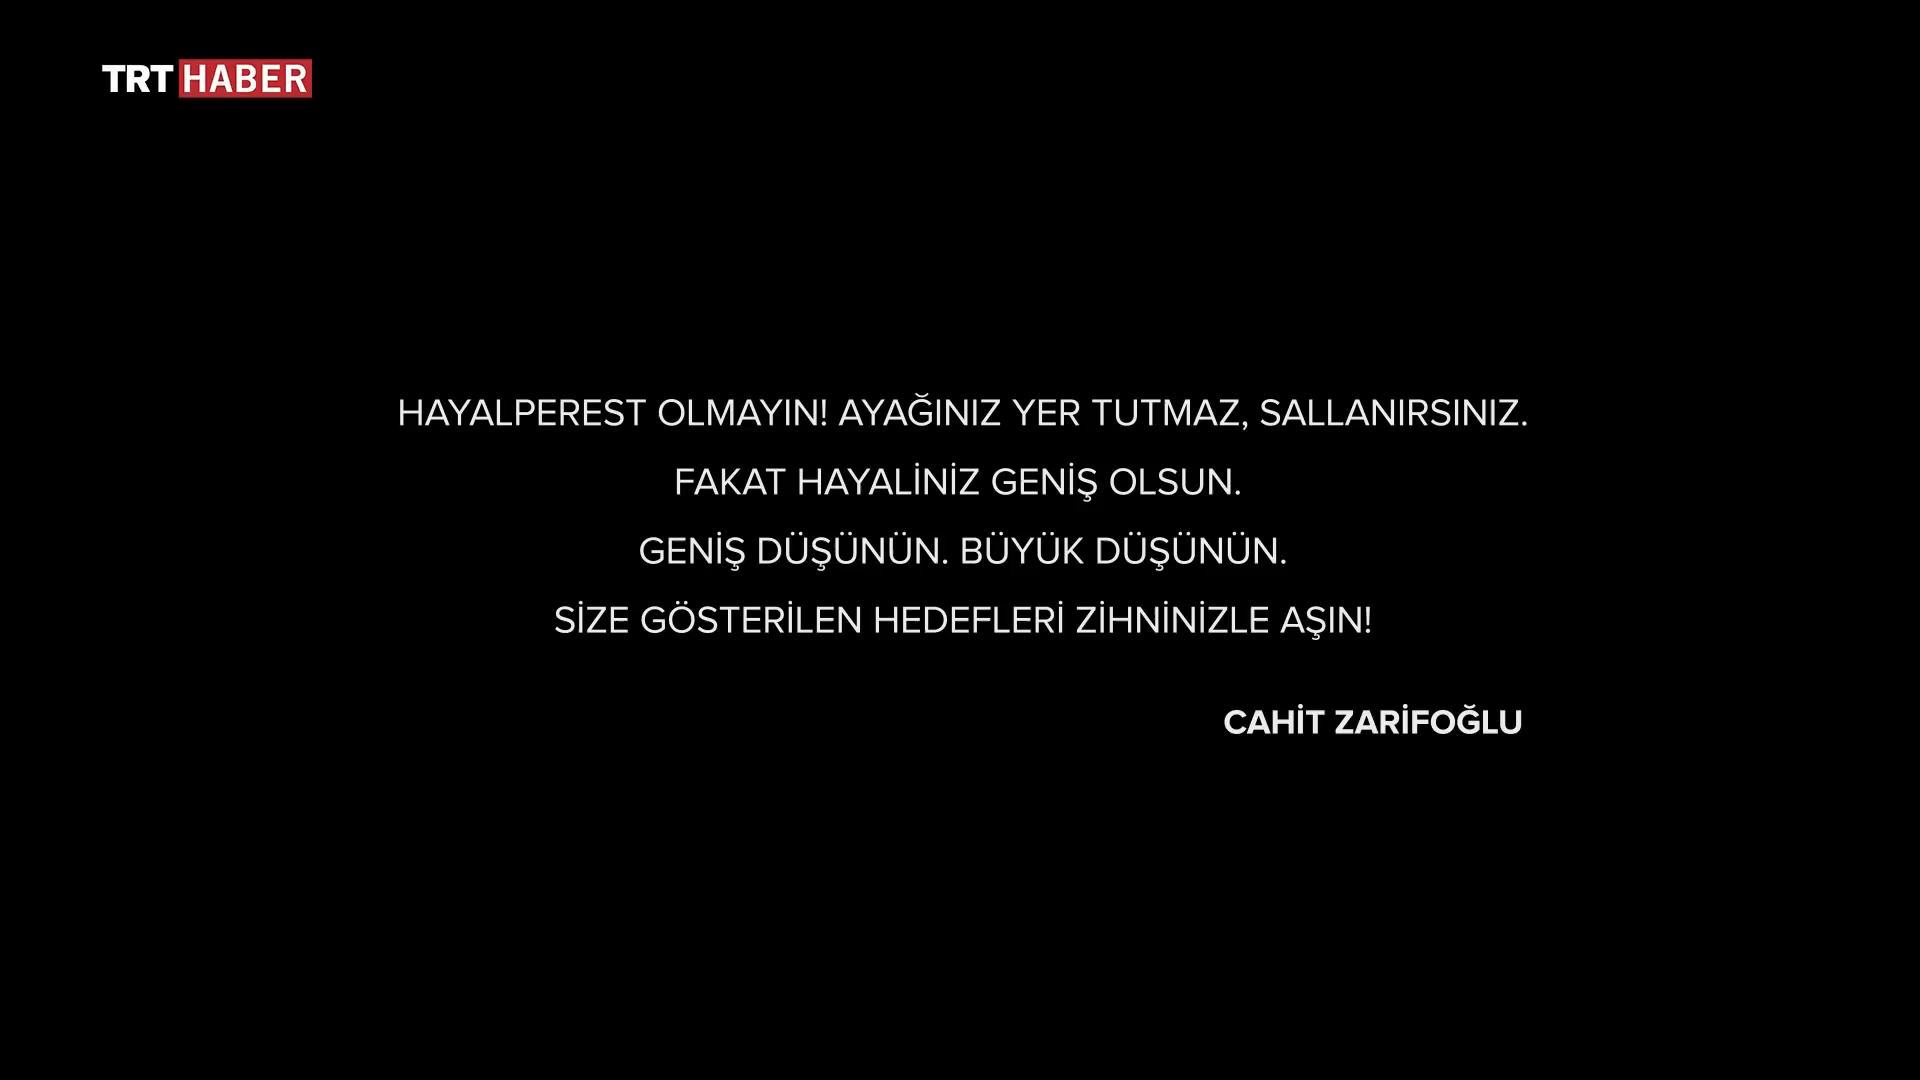 TRT HABER
HAYALPEREST OLMAYIN! AYAĞINIZ YER TUTMAZ, SALLANIRSINIZ.
FAKAT HAYALİNİZ GENİŞ OLSUN.
GENİŞ DÜŞÜNÜN. BÜYÜK DÜŞÜNÜN.
SİZE GÖSTERİLEN HEDEFLERİ ZİHNİNİZLE AŞIN!
CAHİT ZARİFOĞLU